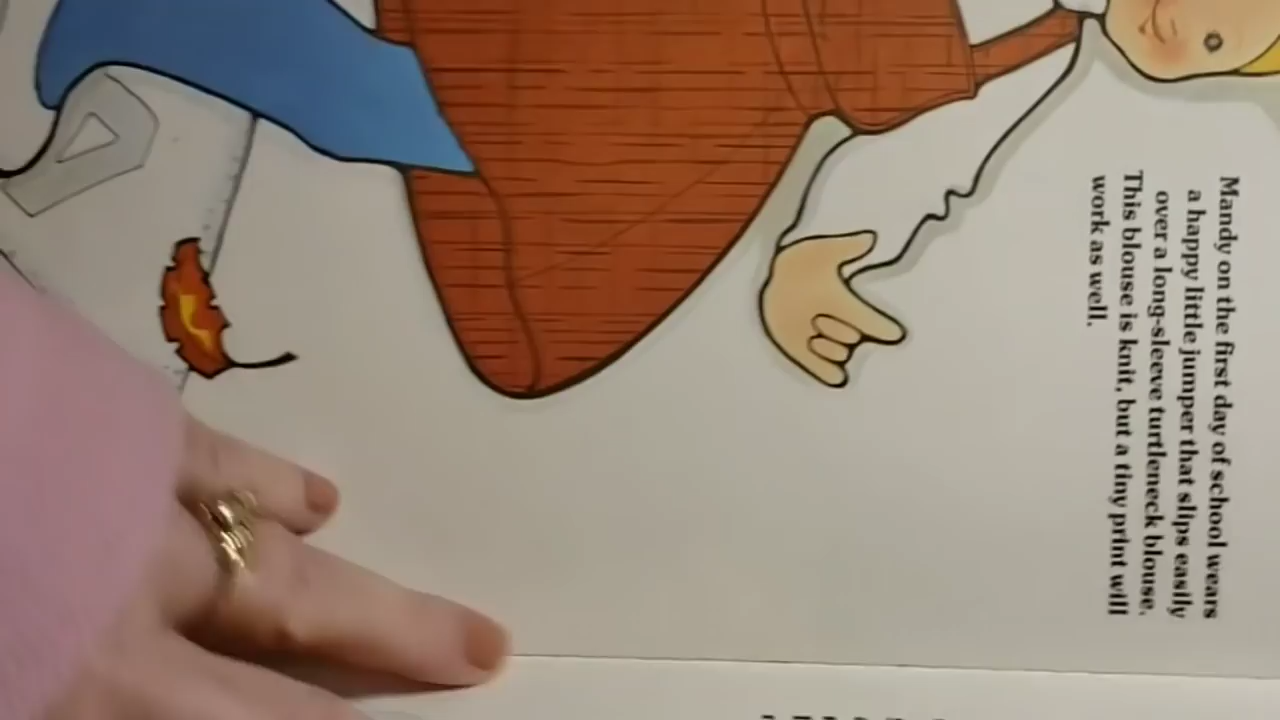 Mandy on the first day of school wears
a happy little jumper that slips easily
over a long-sleeve turtleneck blouse.
This blouse is knit, but a tiny print will
work as well.